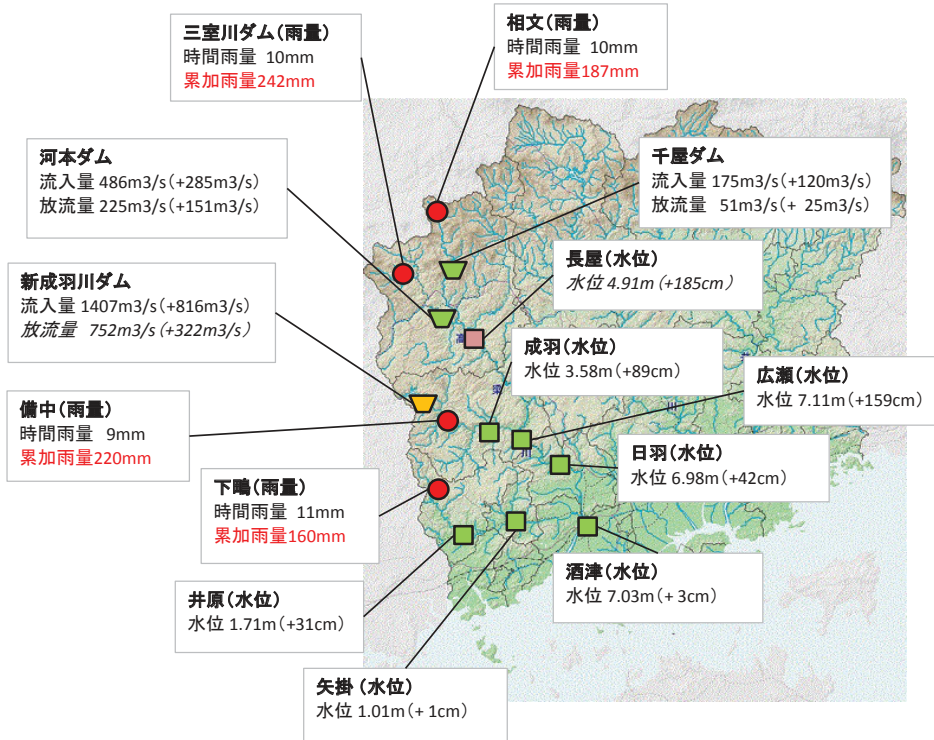 三室川ダム(雨量)
時間雨量 10mm
累加雨量242mm
相文(雨量)
時間雨量 10mm
累加雨量187mm
河本ダム
流入量 486m3/s(+285m3/s)
放流量 225m3/s(+151m3/s)
千屋ダム
流入量 175m3/s(+120m3/s)
放流量 51m3/s(+ 25m3/s)
長屋(水位)
水位 4.91m(+185cm)
新成羽川ダム
流入量 1407m3/s(+816m3/s)
放流量 752m3/s(+322m3/s)
成羽(水位)
水位 3.58m(+89cm)
広瀬(水位)
水位 7.11m(+159cm)
備中(雨量)
時間雨量 9mm
累加雨量220mm
日羽(水位)
水位 6.98m(+42cm)
下鴫(雨量)
時間雨量 11mm
累加雨量160mm
酒津(水位)
水位 7.03m(+ 3cm)
井原(水位)
水位 1.71m(+31cm)
矢掛(水位)
水位 1.01m(+ 1cm)
高
梁
川
川